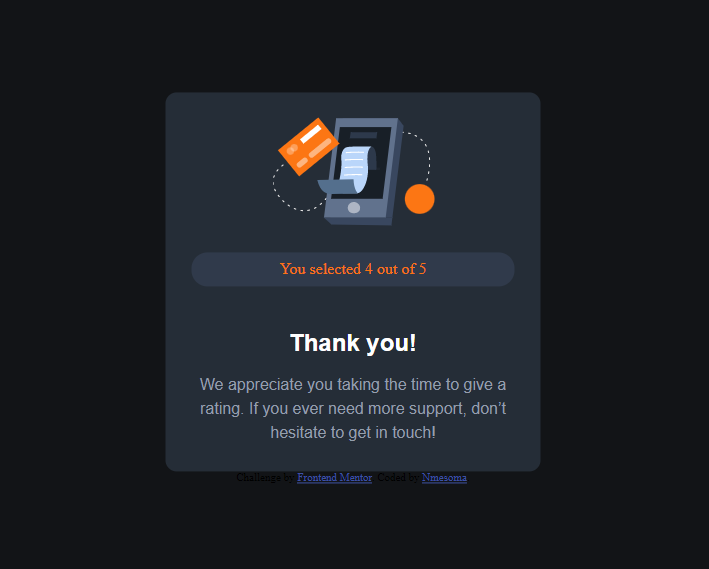 You selected 4 out of 5
Thank you!
We appreciate you taking the time to give a
rating. If you ever need more support, don’t
hesitate to get in touch!
Challenge by Frontend Mentor. Coded by Nmesoma